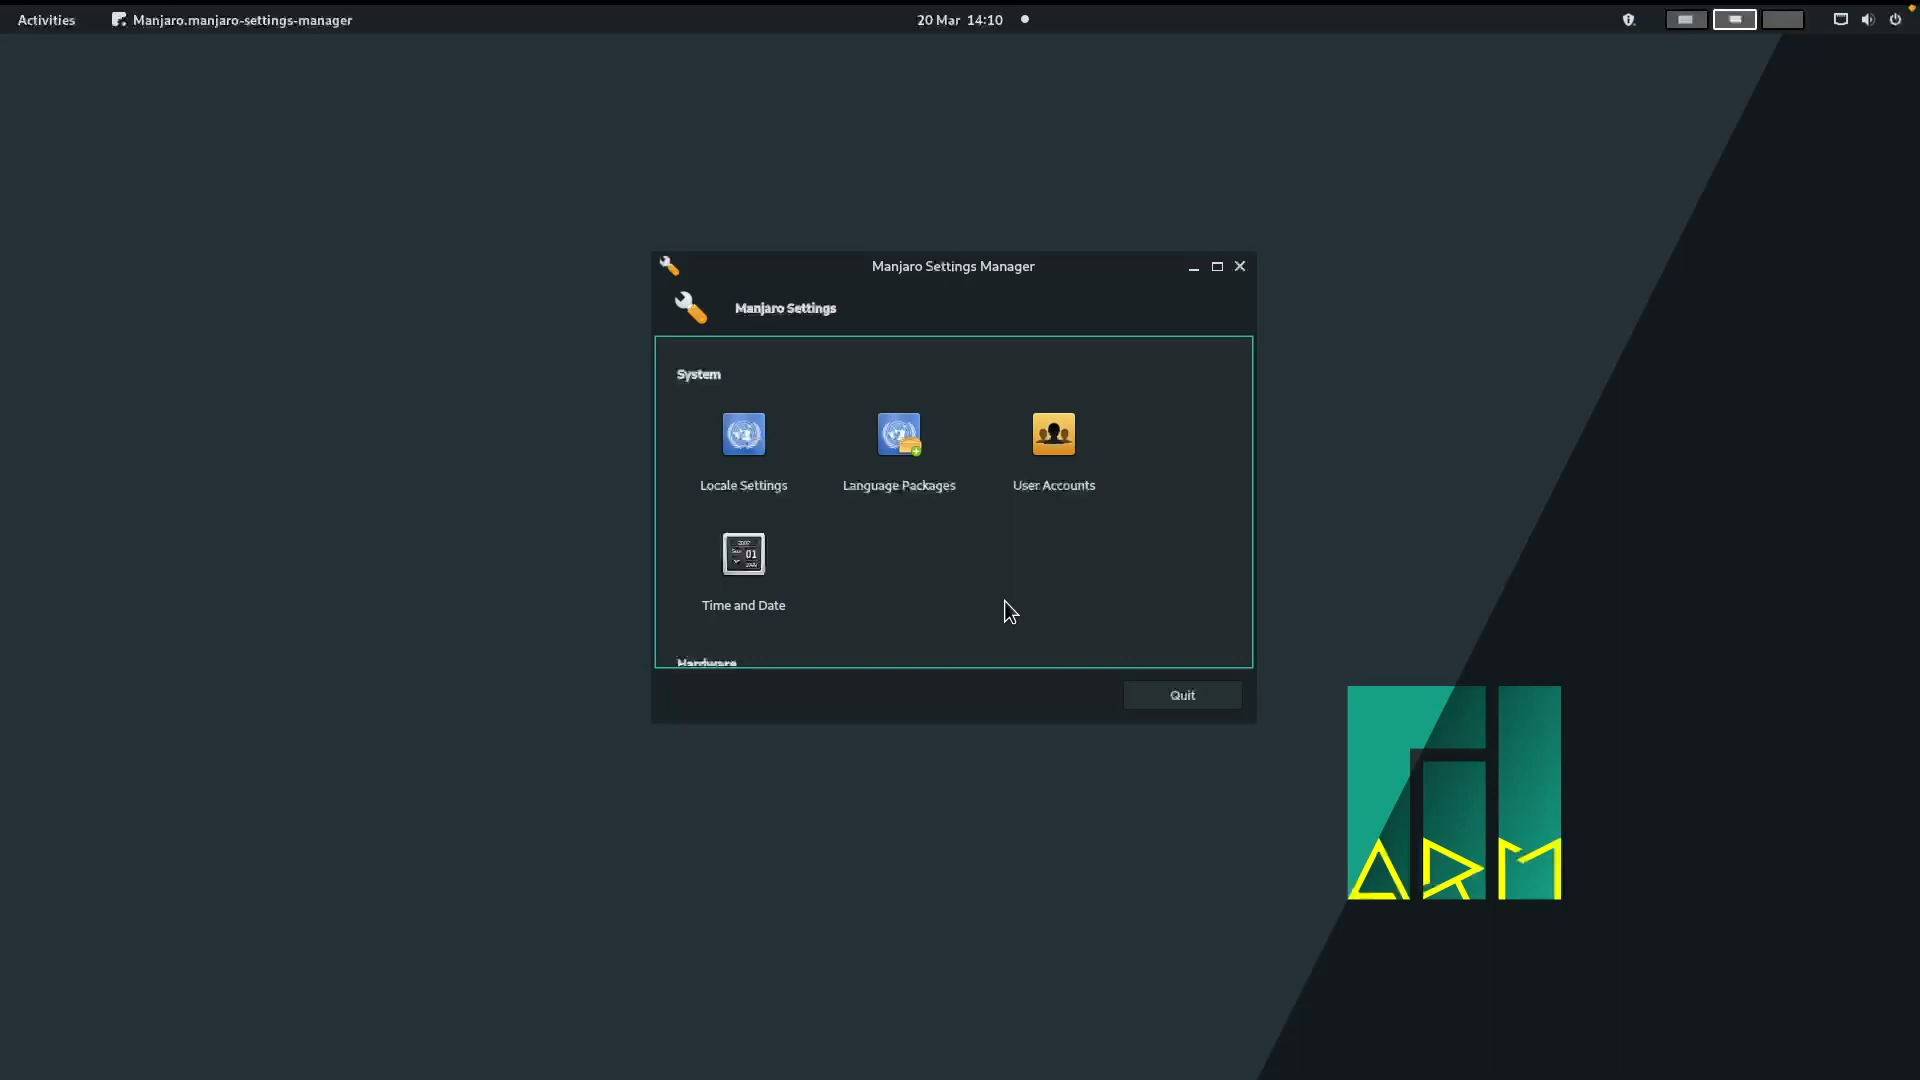 Activities
Manjaro.manjaro-settings-manager
20 Mar 14:10
Manjaro Settings Manager
Manjaro Settings
System
Locale Settings
Language Packages
User Accounts
01
Time and Date
Hardware
Quit
ARM